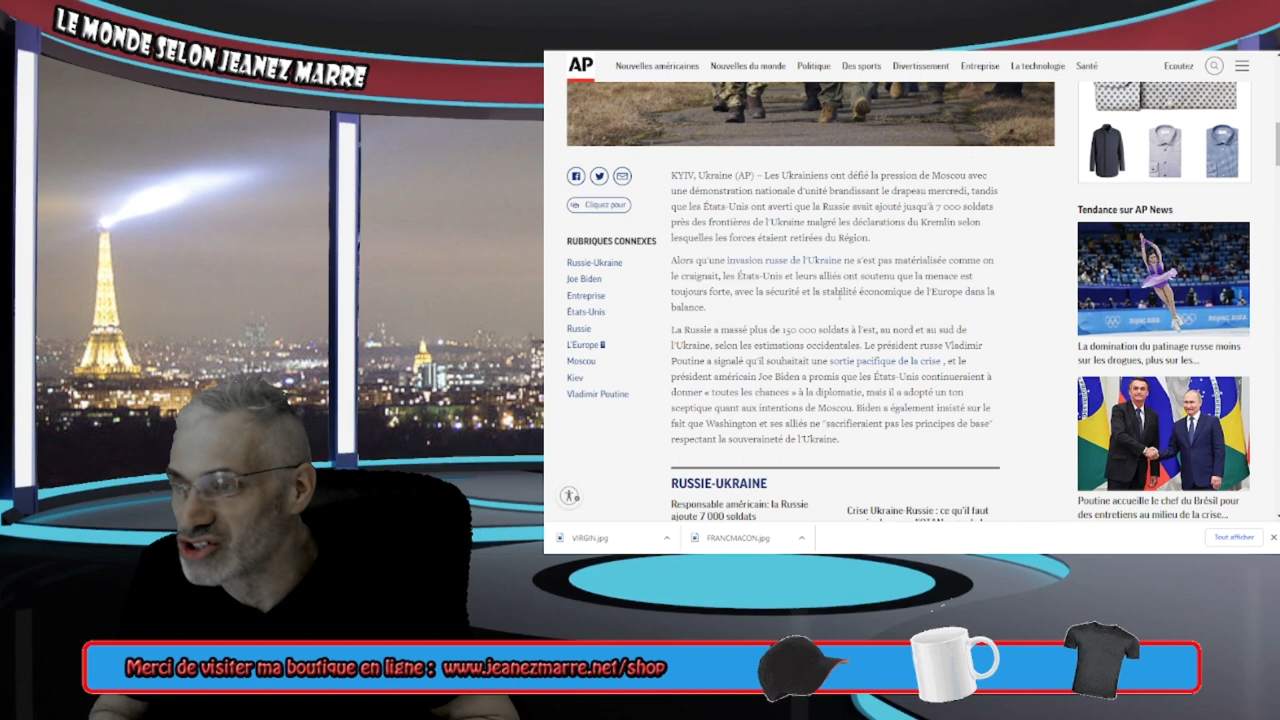 LE MONDE SELON JEANEZ MARRE
AP
Nouvelles américaines Nouvelles du monde Politique Des sports Divertissement Entreprise La technologie Santé Ecoutez
Cliquez pour
RUBRIQUES CONNEXES
Russie-Ukraine
Joe Biden
Entreprise
États-Unis
Russie
L'Europe
Moscou
Kiev
Vladimir Poutine
KYIV, Ukraine (AP) – Les Ukrainiens ont défié la pression de Moscou avec
une démonstration nationale d'unité brandissant le drapeau mercredi, tandis
que les États-Unis ont averti que la Russie avait ajouté jusqu'à 7 000 soldats
près des frontières de l'Ukraine malgré les déclarations du Kremlin selon
lesquelles les forces étaient retirées du Région.
Alors qu'une invasion russe de l'Ukraine ne s'est pas matérialisée comme on
le craignait, les États-Unis et leurs alliés ont soutenu que la menace est
toujours forte, avec la sécurité et la stabilité économique de l'Europe dans la
balance.
La Russie a massé plus de 150 000 soldats à l'est, au nord et au sud de
l'Ukraine, selon les estimations occidentales. Le président russe Vladimir
Poutine a signalé qu'il souhaitait une sortie pacifique de la crise , et le
président américain Joe Biden a promis que les États-Unis continueraient à
donner « toutes les chances » à la diplomatie, mais il a adopté un ton
sceptique quant aux intentions de Moscou. Biden a également insisté sur le
fait que Washington et ses alliés ne "sacrifieraient pas les principes de base"
respectant la souveraineté de l'Ukraine.
RUSSIE-UKRAINE
Responsable américain: la Russie
ajoute 7 000 soldats
Crise Ukraine-Russie : ce qu'il faut
Tendance sur AP News
BEIJING 2022
La domination du patinage russe moins
sur les drogues, plus sur les...
Poutine accueille le chef du Brésil pour
des entretiens au milieu de la crise...
VIRGIN.jpg
FRANCMACON.jpg
Tout afficher
Merci de visiter ma boutique en ligne : www.jeanezmarre.net/shop